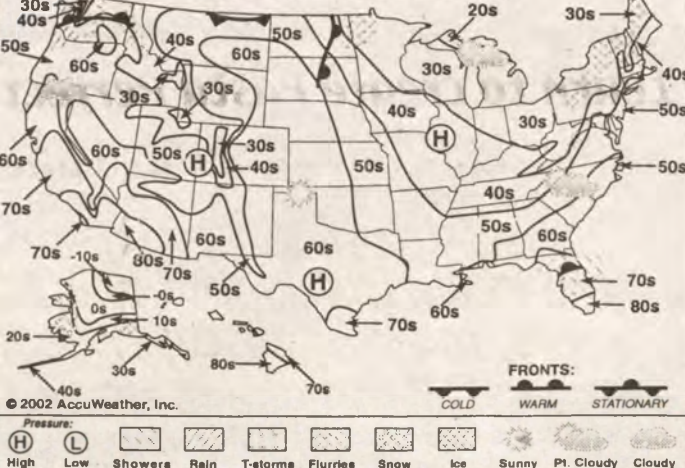 30s
40s
50s
60s
40s
30s
60s
50s
20s
30s
30s
40s
30s
40s
50s
60s
70s
60s
30s
50s
30s
40s
50s
50s
40s
50s
60s
70s
80s
70s
60s
50s
60s
70s
60s
70s
80s
-10s
-0s
0s
10s
20s
30s
40s
80s
70s
H
H
H
© 2002 AccuWeather, Inc.
FRONTS:
COLD WARM STATIONARY
Pressure:
H L
High Low Showers Rain T-storms Flurries Snow Ice Sunny Pt. Cloudy Cloudy